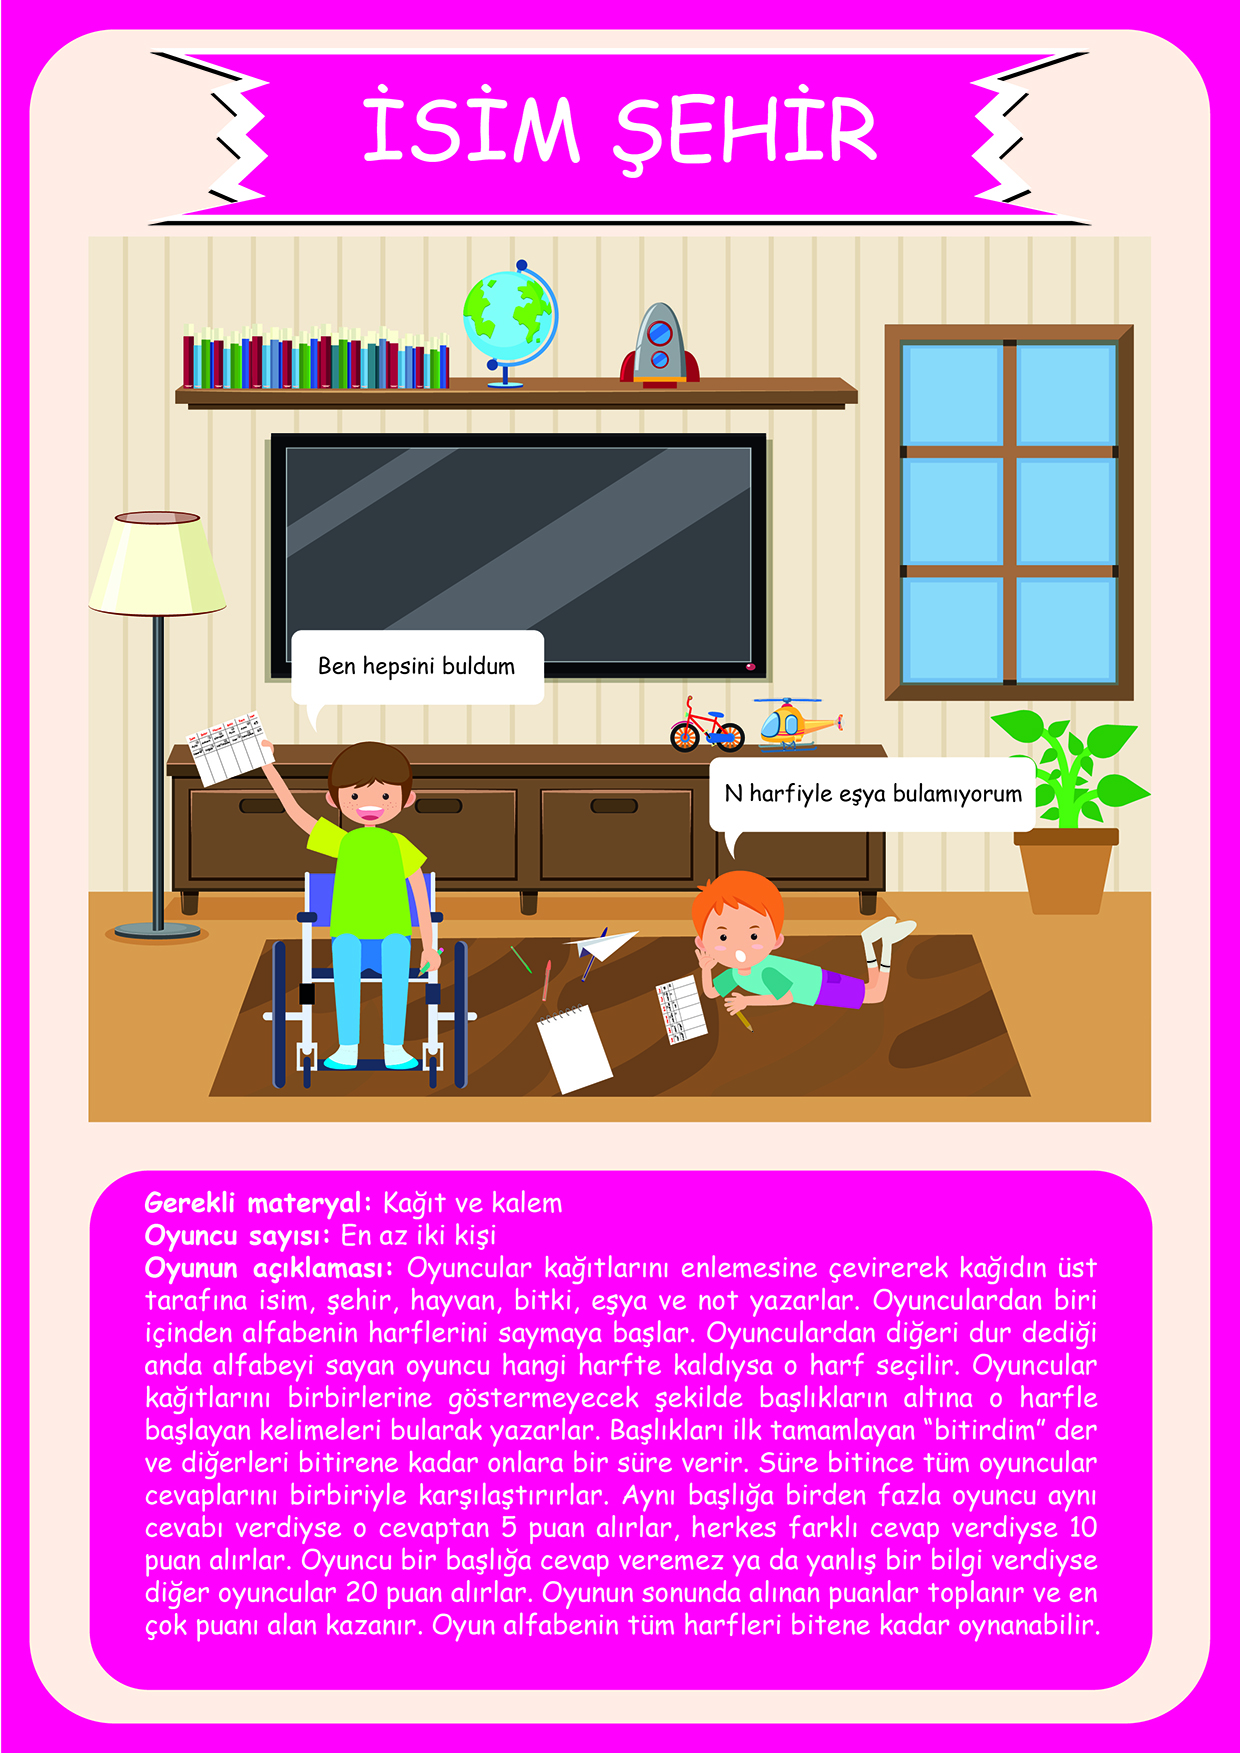 İSİM ŞEHİR
Ben hepsini buldum
N harfiyle eşya bulamıyorum
Gerekli materyal: Kağıt ve kalem
Oyuncu sayısı: En az iki kişi
Oyunun açıklaması: Oyuncular kağıtlarını enlemesine çevirerek kağıdın üst
tarafına isim, şehir, hayvan, bitki, eşya ve not yazarlar. Oyunculardan biri
içinden alfabenin harflerini saymaya başlar. Oyunculardan diğeri dur dediği
anda alfabeyi sayan oyuncu hangi harfte kaldıysa o harf seçilir. Oyuncular
kağıtlarını birbirlerine göstermeyecek şekilde başlıkların altına o harfle
başlayan kelimeleri bularak yazarlar. Başlıkları ilk tamamlayan “bitirdim” der
ve diğerleri bitirene kadar onlara bir süre verir. Süre bitince tüm oyuncular
cevaplarını birbiriyle karşılaştırırlar. Aynı başlığa birden fazla oyuncu aynı
cevabı verdiyse o cevaptan 5 puan alırlar, herkes farklı cevap verdiyse 10
puan alırlar. Oyuncu bir başlığa cevap veremez ya da yanlış bir bilgi verdiyse
diğer oyuncular 20 puan alırlar. Oyunun sonunda alınan puanlar toplanır ve en
çok puanı alan kazanır. Oyun alfabenin tüm harfleri bitene kadar oynanabilir.